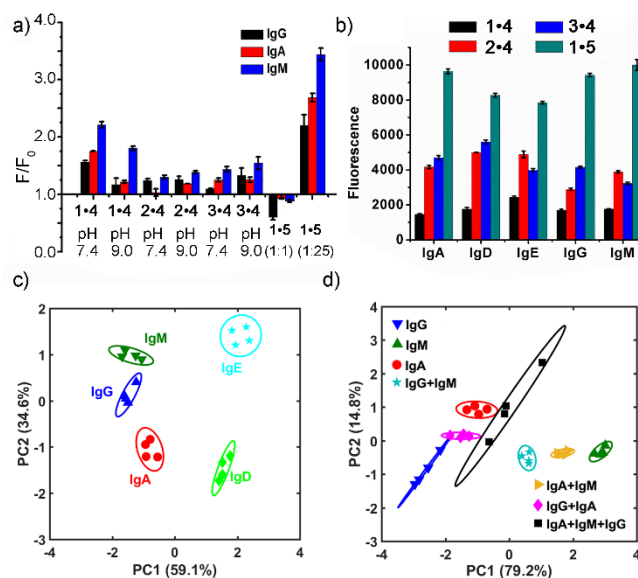 a)
IgG
IgA
IgM
F/F0
4.0
3.0
2.0
1.0
0.0
1•4 1•4 2•4 2•4 3•4 3•4 1•5 1•5
pH pH pH pH pH pH (1:1) (1:25)
7.4 9.0 7.4 9.0 7.4 9.0
b)
1•4 3•4
2•4 1•5
Fluorescence
10000
8000
6000
4000
2000
0
IgA IgD IgE IgG IgM
c)
PC2 (34.6%)
2
1
0
-1
-2
-3
IgM
IgE
IgG
IgA
IgD
-4 -2 0 2 4
PC1 (59.1%)
d)
PC2 (14.8%)
4
3
2
1
0
-1
-2
-3
IgG
IgM
IgA
IgG+IgM
IgA+IgM
IgG+IgA
IgA+IgM+IgG
-4 -2 0 2 4
PC1 (79.2%)